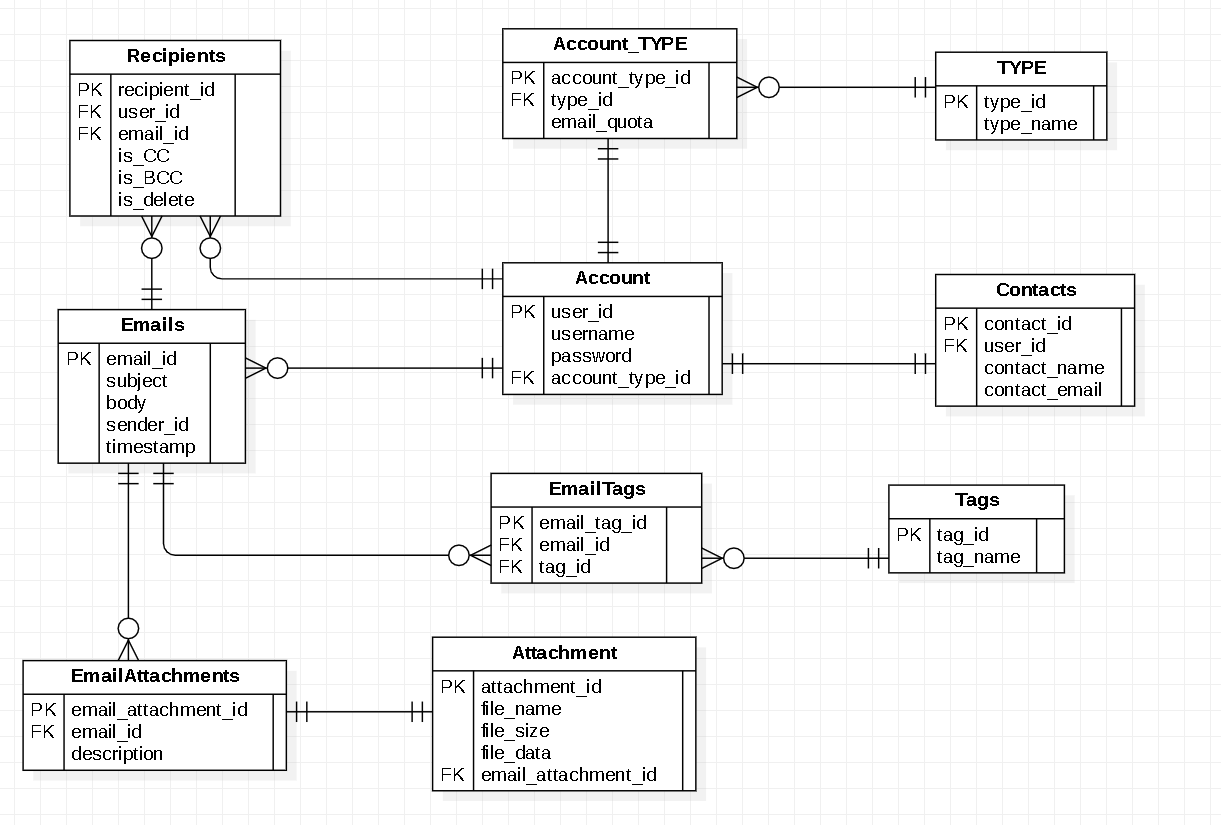 Recipients
PK recipient_id
FK user_id
FK email_id
is_CC
is_BCC
is_delete
Account_TYPE
PK account_type_id
FK type_id
email_quota
TYPE
PK type_id
type_name
Emails
PK email_id
subject
body
sender_id
timestamp
Account
PK user_id
username
password
FK account_type_id
Contacts
PK contact_id
FK user_id
contact_name
contact_email
EmailTags
PK email_tag_id
FK email_id
FK tag_id
Tags
PK tag_id
tag_name
EmailAttachments
PK email_attachment_id
FK email_id
description
Attachment
PK attachment_id
file_name
file_size
file_data
FK email_attachment_id